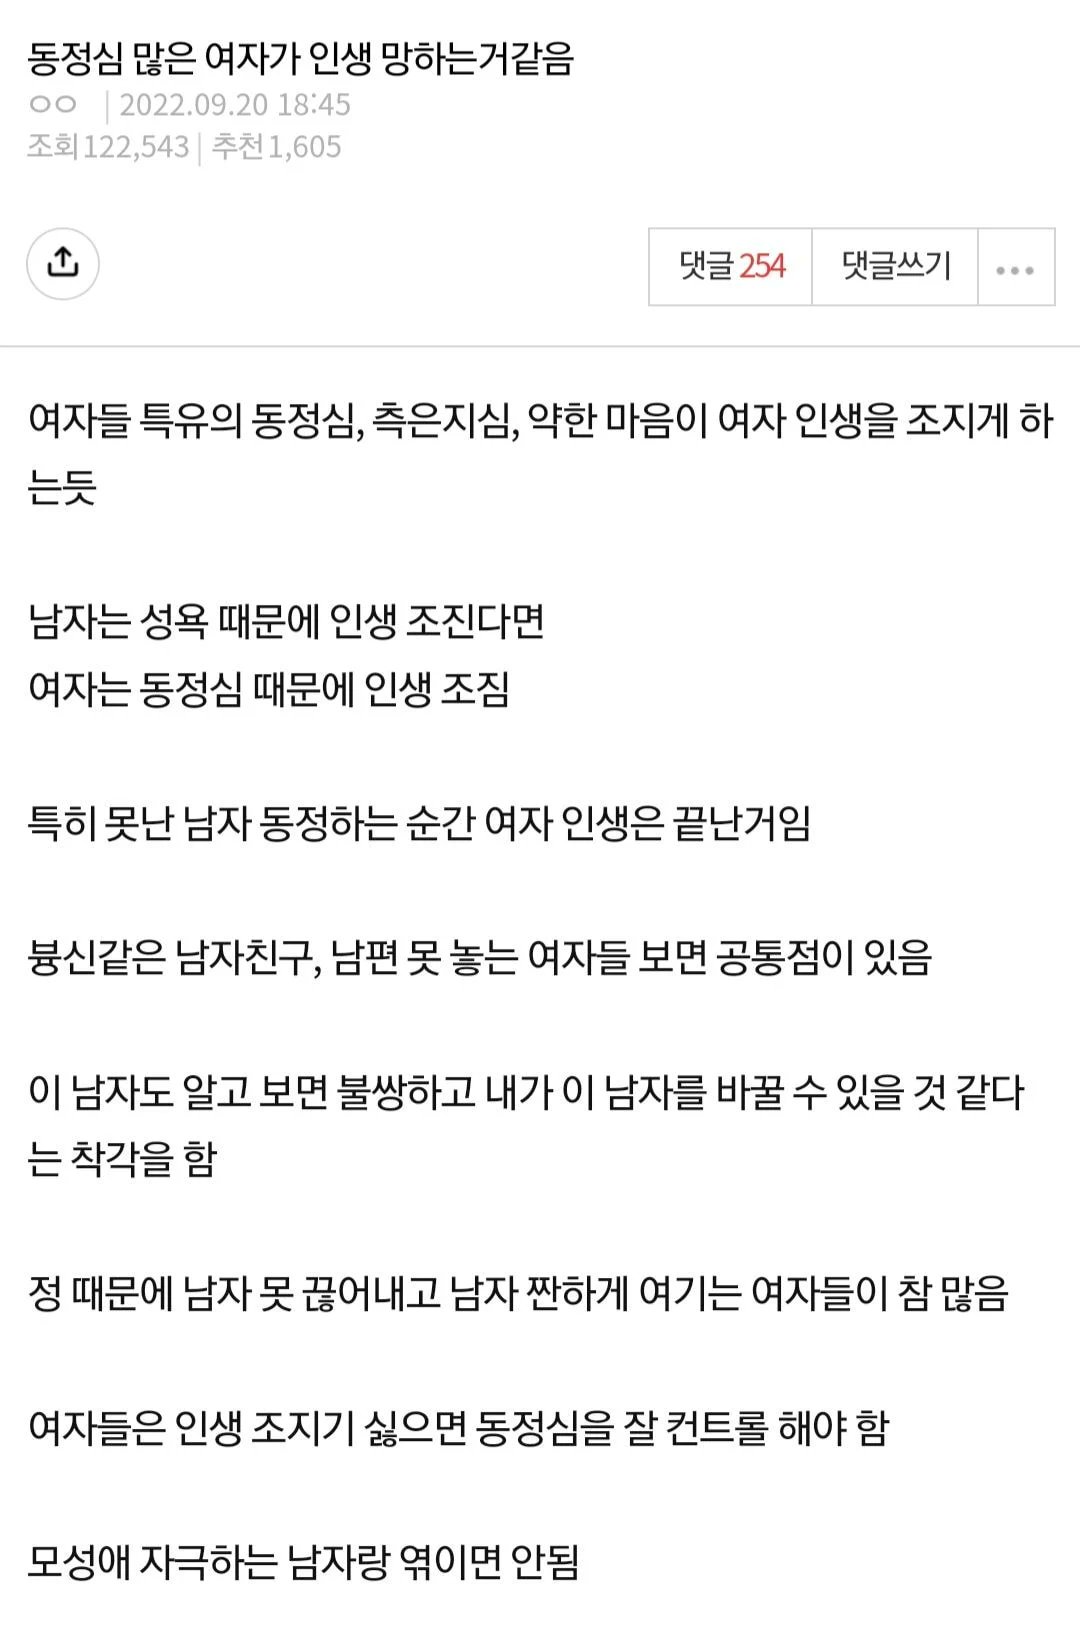 동정심 많은 여자가 인생 망하는거같음
ㅇㅇ | 2022.09.20 18:45
조회 122,543 | 추천 1,605
댓글 254 댓글쓰기
여자들 특유의 동정심, 측은지심, 약한 마음이 여자 인생을 조지게 하
는듯
남자는 성욕 때문에 인생 조진다면
여자는 동정심 때문에 인생 조짐
특히 못난 남자 동정하는 순간 여자 인생은 끝난거임
븅신같은 남자친구, 남편 못 놓는 여자들 보면 공통점이 있음
이 남자도 알고 보면 불쌍하고 내가 이 남자를 바꿀 수 있을 것 같다
는 착각을 함
정 때문에 남자 못 끊어내고 남자 짠하게 여기는 여자들이 참 많음
여자들은 인생 조지기 싫으면 동정심을 잘 컨트롤 해야 함
모성애 자극하는 남자랑 엮이면 안됨